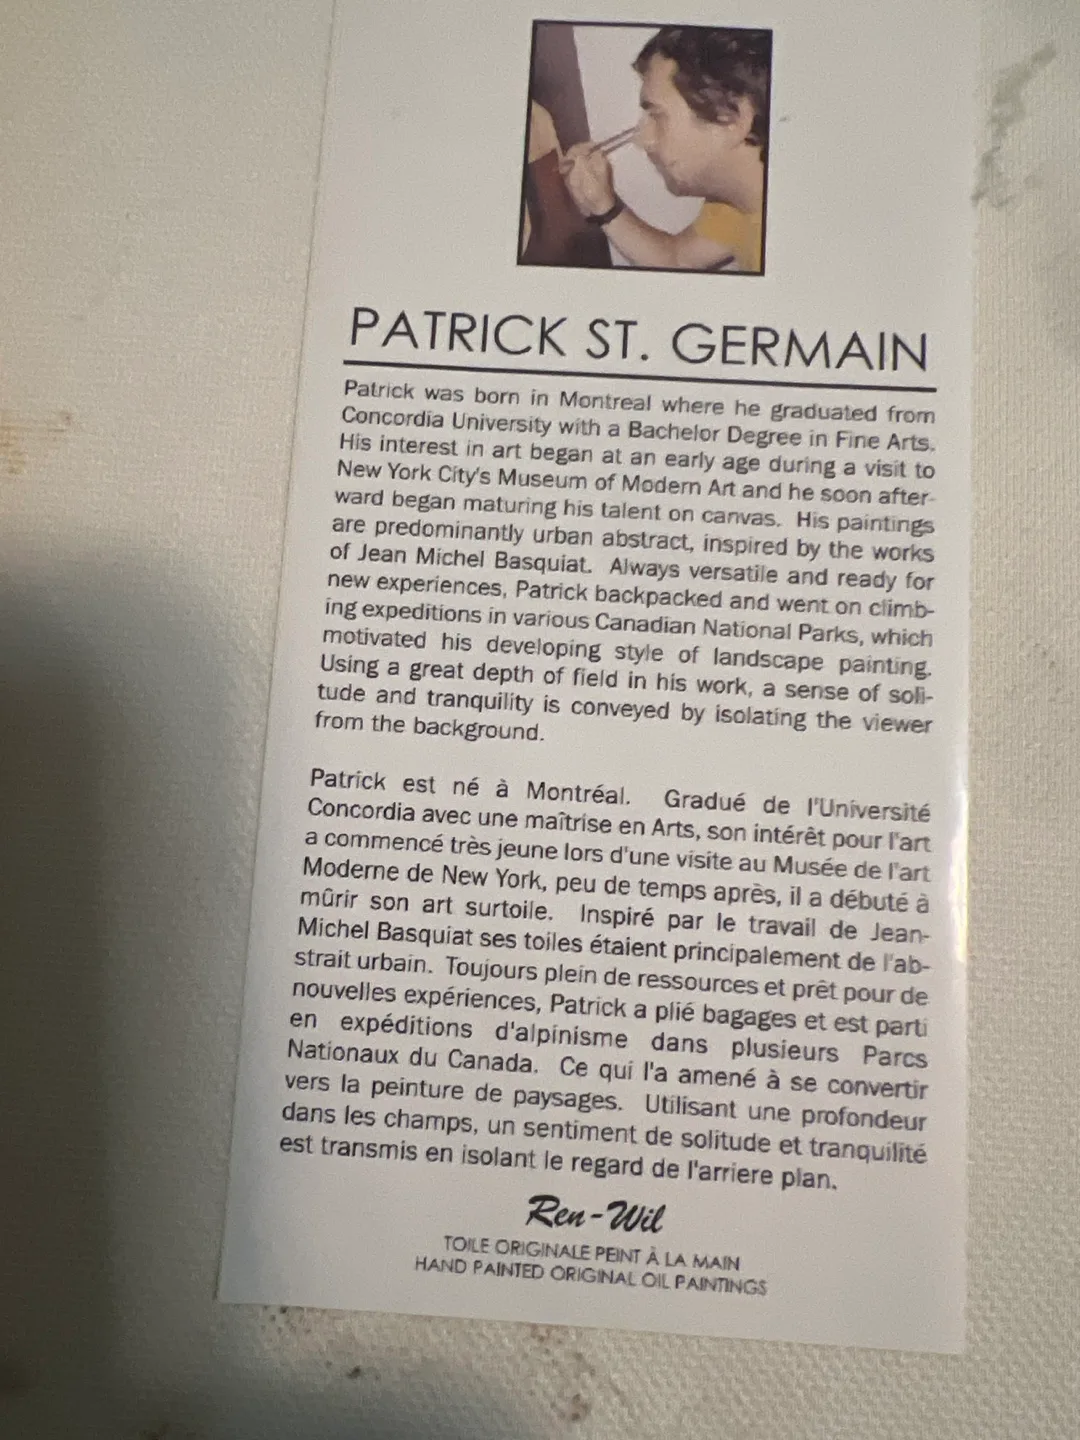 PATRICK ST. GERMAIN
Patrick was born in Montreal where he graduated from
Concordia University with a Bachelor Degree in Fine Arts.
His interest in art began at an early age during a visit to
New York City's Museum of Modern Art and he soon after-
ward began maturing his talent on canvas. His paintings
are predominantly urban abstract, inspired by the works
of Jean Michel Basquiat. Always versatile and ready for
new experiences, Patrick backpacked and went on climb-
ing expeditions in various Canadian National Parks, which
motivated his developing style of landscape painting.
Using a great depth of field in his work, a sense of soli-
tude and tranquility is conveyed by isolating the viewer
from the background.
Patrick est né à Montréal. Gradué de l'Université
Concordia avec une maîtrise en Arts, son intérêt pour l'art
a commencé très jeune lors d'une visite au Musée de l'art
Moderne de New York, peu de temps après, il a débuté à
mûrir son art surtoile. Inspiré par le travail de Jean-
Michel Basquiat ses toiles étaient principalement de l'ab-
strait urbain. Toujours plein de ressources et prêt pour de
nouvelles expériences, Patrick a plié bagages et est parti
en expéditions d'alpinisme dans plusieurs Parcs
Nationaux du Canada. Ce qui l'a amené à se convertir
vers la peinture de paysages. Utilisant une profondeur
dans les champs, un sentiment de solitude et tranquilité
est transmis en isolant le regard de l'arriere plan.
Ren-Wil
TOILE ORIGINALE PEINT À LA MAIN
HAND PAINTED ORIGINAL OIL PAINTINGS